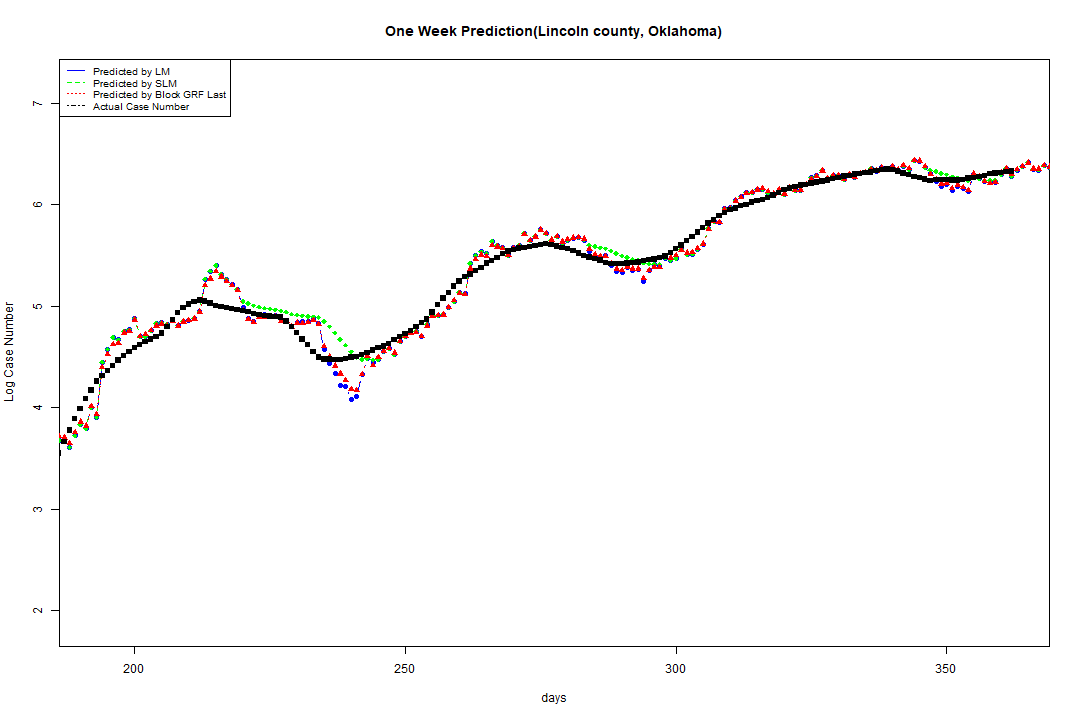 One Week Prediction(Lincoln county, Oklahoma)
Predicted by LM
Predicted by SLM
Predicted by Block GRF Last
Actual Case Number
7
6
5
4
3
2
Log Case Number
200
250
300
350
days